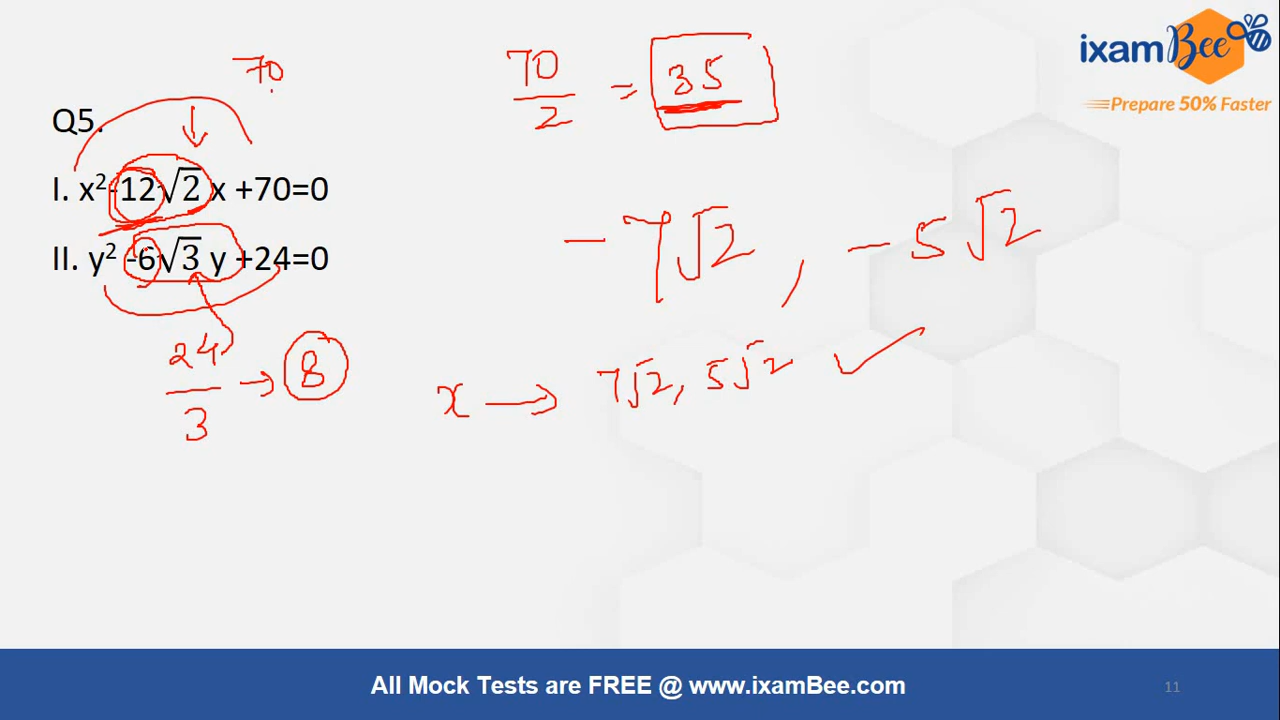 ixamBee
Prepare 50% Faster
70
70/2 = 35
Q5.
I. x²-12√2 x +70=0
II. y² -6√3 y +24=0
-7√2, -5√2
24/3 → 8
x → 7√2, 5√2 ✓
All Mock Tests are FREE @ www.ixamBee.com
11